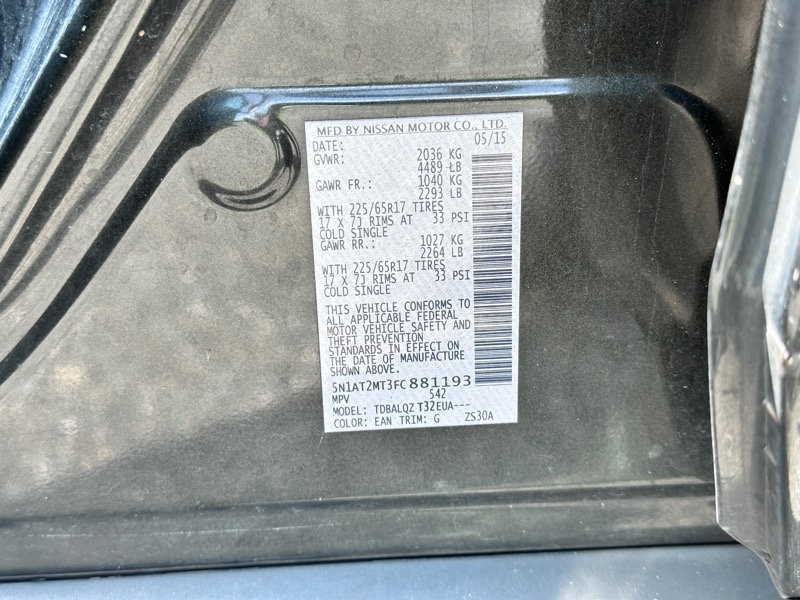 MFD BY NISSAN MOTOR CO., LTD.
DATE: 05/15
GVWR: 2036 KG
4489 LB
GAWR FR.: 1040 KG
2293 LB
WITH 225/65R17 TIRES
17 X 7J RIMS AT 33 PSI
COLD SINGLE
GAWR RR.: 1027 KG
2264 LB
WITH 225/65R17 TIRES
17 X 7J RIMS AT 33 PSI
COLD SINGLE
THIS VEHICLE CONFORMS TO
ALL APPLICABLE FEDERAL
MOTOR VEHICLE SAFETY AND
THEFT PREVENTION
STANDARDS IN EFFECT ON
THE DATE OF MANUFACTURE
SHOWN ABOVE.
5N1AT2MT3FC881193
MPV 542
MODEL: TDBALQZ T32EUA---
COLOR: EAN TRIM: G ZS30A